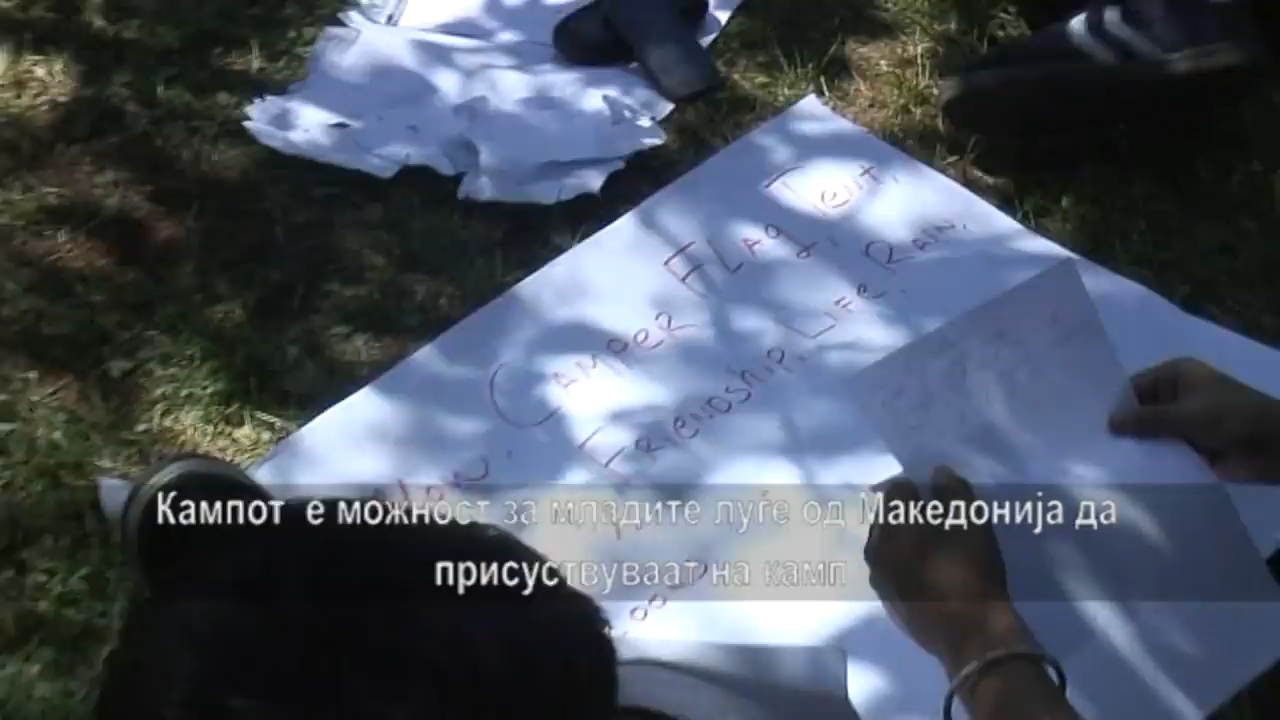 Camper Flag, Tent,
Friendship, Life, Rain,
Кампот е можност за младите луѓе од Македонија да
присуствуваат на камп